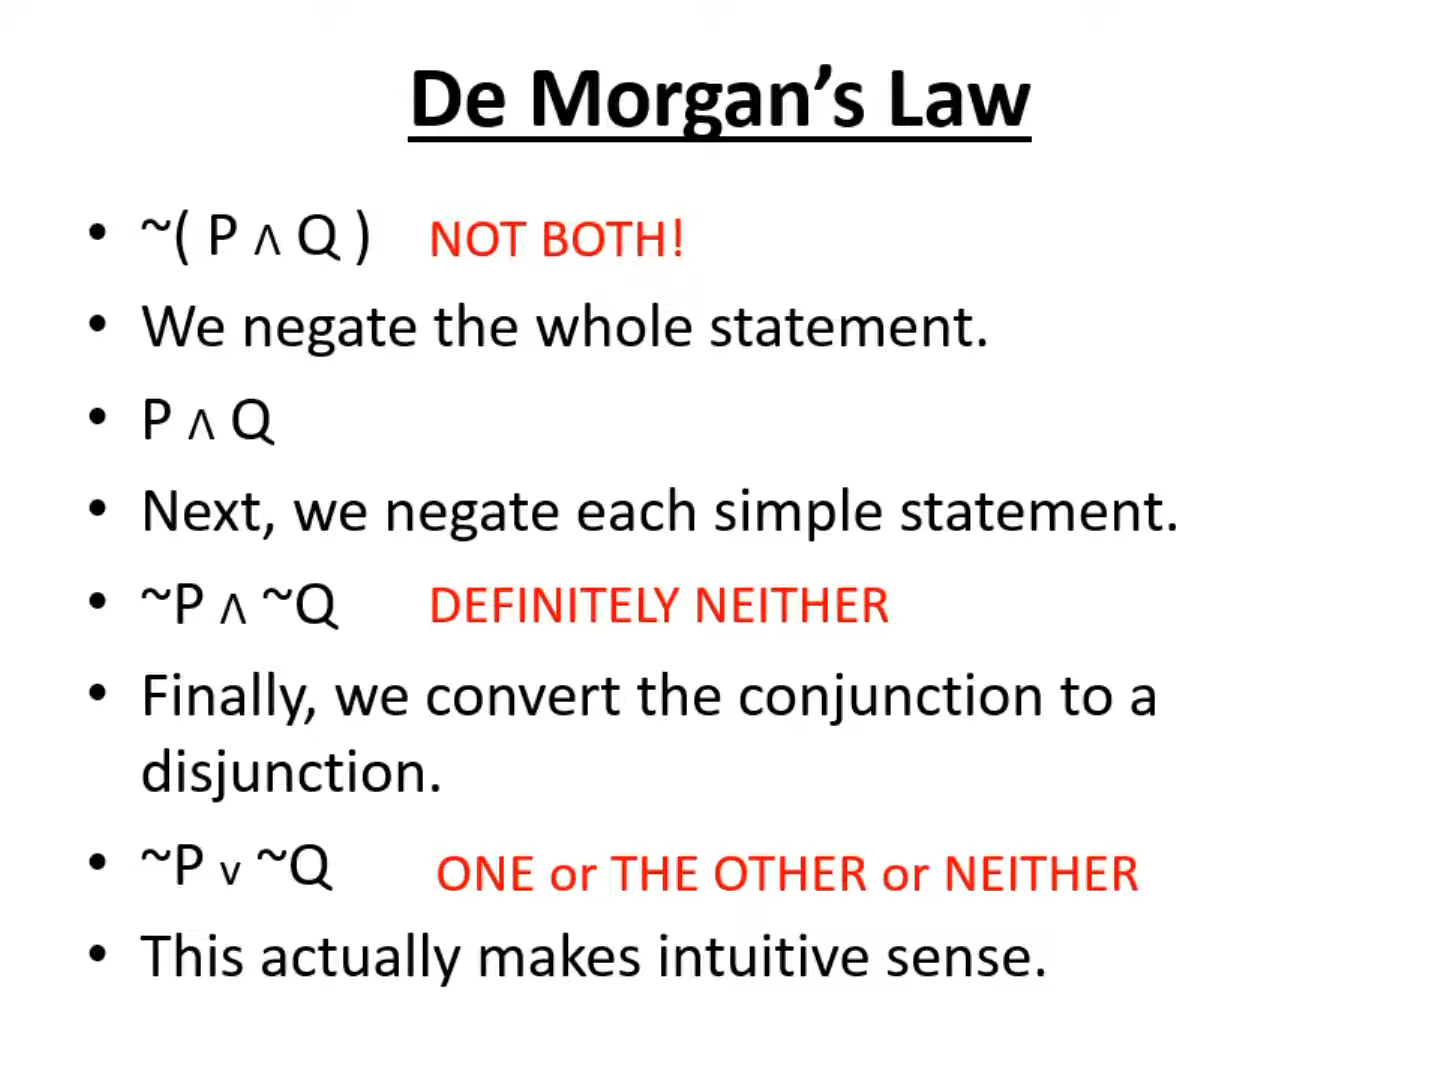 De Morgan’s Law
• ~( P ∧ Q ) NOT BOTH!
• We negate the whole statement.
• P ∧ Q
• Next, we negate each simple statement.
• ~P ∧ ~Q DEFINITELY NEITHER
• Finally, we convert the conjunction to a
disjunction.
• ~P v ~Q ONE or THE OTHER or NEITHER
• This actually makes intuitive sense.